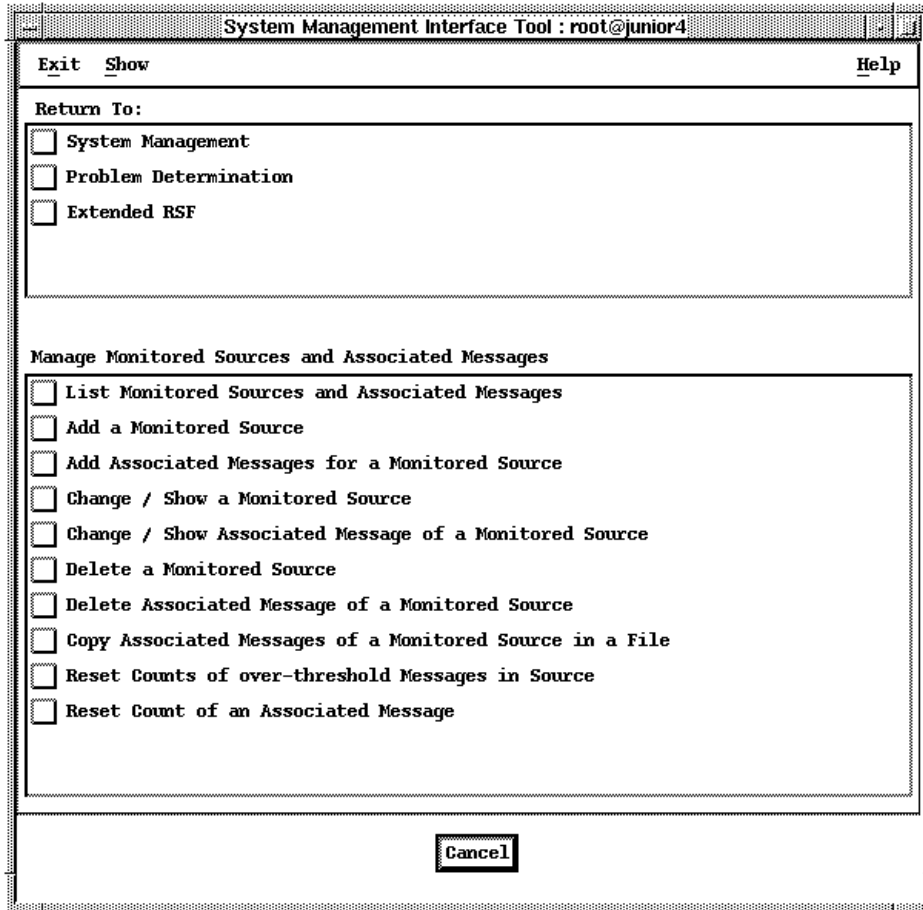 System Management Interface Tool : root@junior4
Exit Show Help
Return To:
System Management
Problem Determination
Extended RSF
Manage Monitored Sources and Associated Messages
List Monitored Sources and Associated Messages
Add a Monitored Source
Add Associated Messages for a Monitored Source
Change / Show a Monitored Source
Change / Show Associated Message of a Monitored Source
Delete a Monitored Source
Delete Associated Message of a Monitored Source
Copy Associated Messages of a Monitored Source in a File
Reset Counts of over-threshold Messages in Source
Reset Count of an Associated Message
Cancel